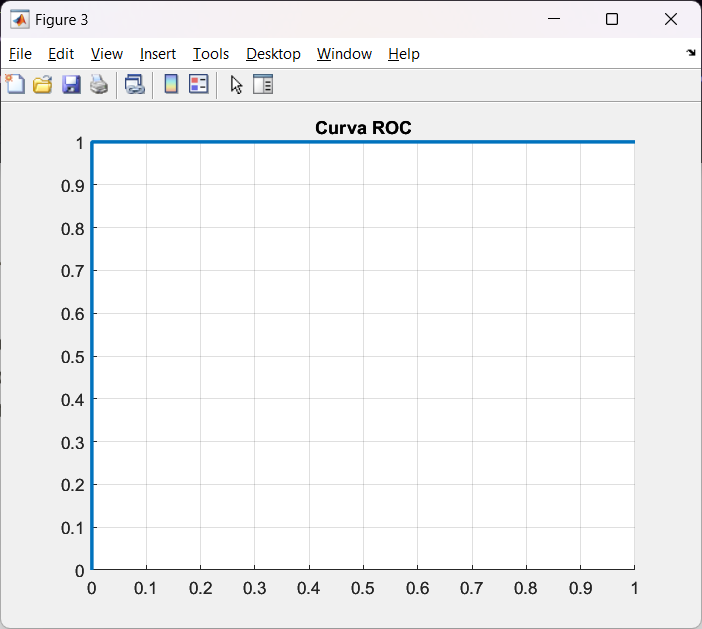 Figure 3
File Edit View Insert Tools Desktop Window Help
Curva ROC
1
0.9
0.8
0.7
0.6
0.5
0.4
0.3
0.2
0.1
0
0 0.1 0.2 0.3 0.4 0.5 0.6 0.7 0.8 0.9 1